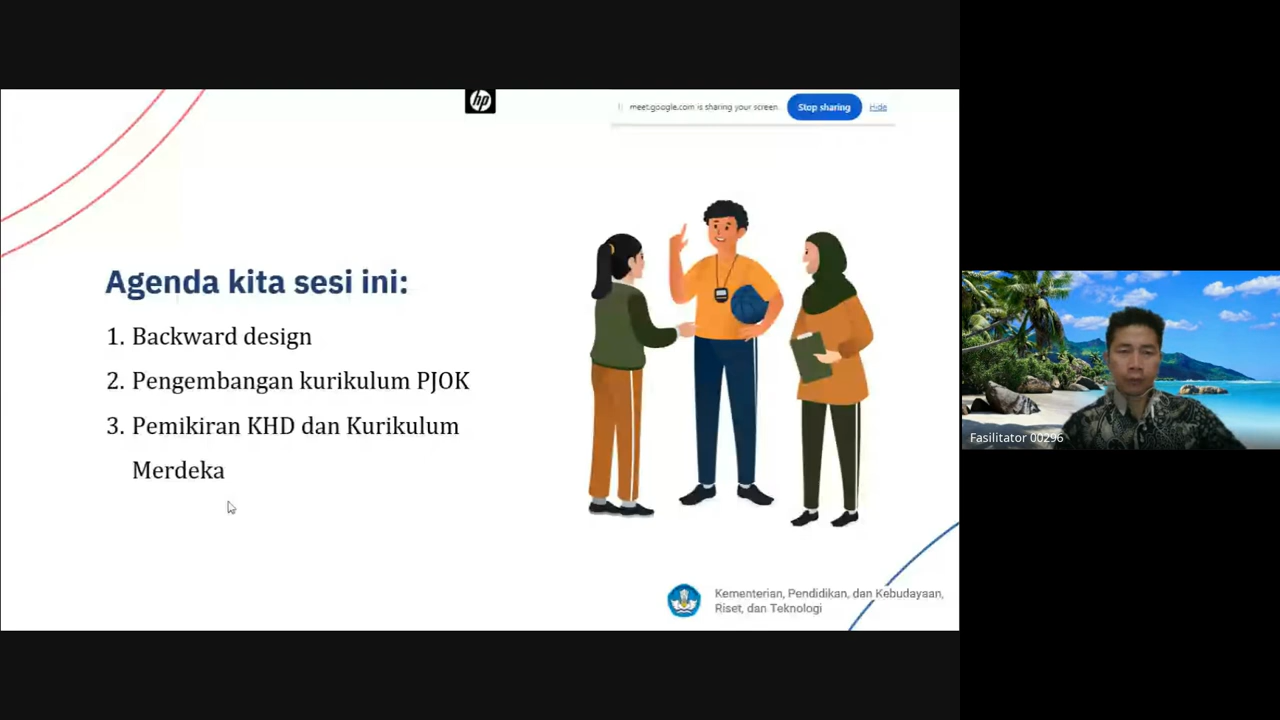 hp
meet.google.com is sharing your screen.
Stop sharing
Hide
Agenda kita sesi ini:
1. Backward design
2. Pengembangan kurikulum PJOK
3. Pemikiran KHD dan Kurikulum
Merdeka
Kementerian, Pendidikan, dan Kebudayaan,
Riset, dan Teknologi
Fasilitator 00296